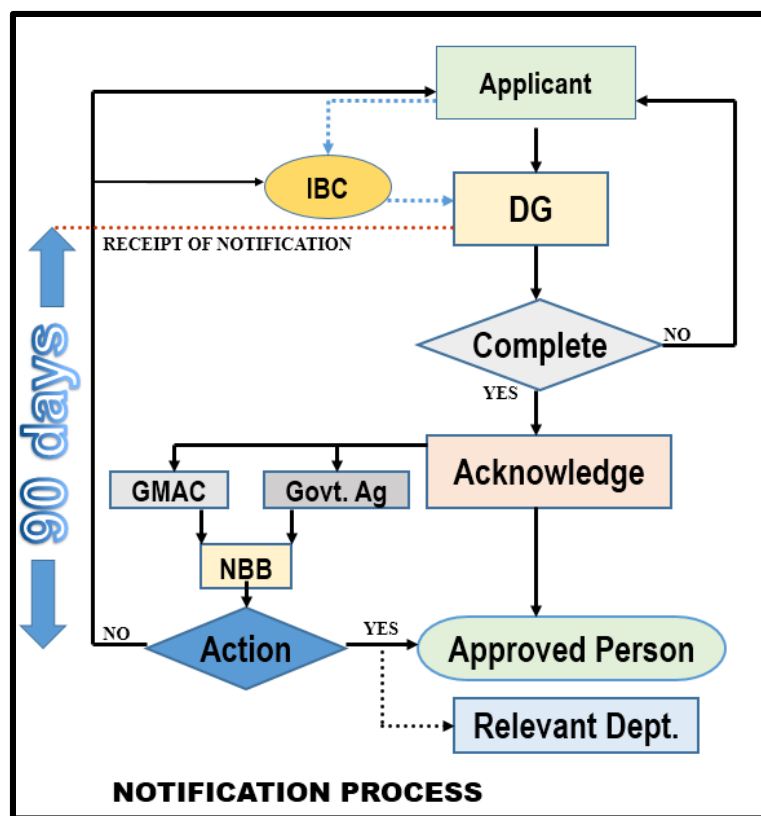 Applicant
IBC
DG
RECEIPT OF NOTIFICATION
90 days
Complete
NO
YES
Acknowledge
GMAC
Govt. Ag
NBB
NO
Action
YES
Approved Person
Relevant Dept.
NOTIFICATION PROCESS